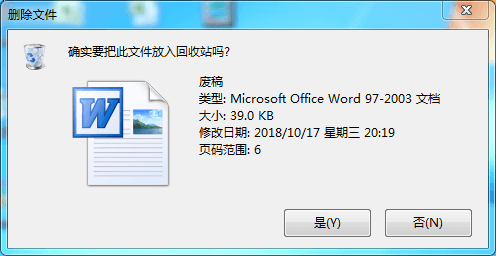 删除文件
确实要把此文件放入回收站吗?
废稿
类型: Microsoft Office Word 97-2003 文档
大小: 39.0 KB
修改日期: 2018/10/17 星期三 20:19
页码范围: 6
是(Y)
否(N)